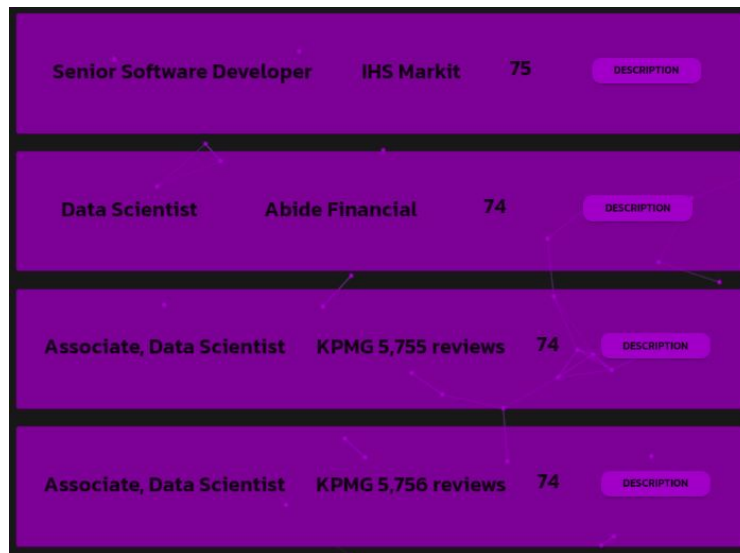 Senior Software Developer IHS Markit 75 DESCRIPTION
Data Scientist Abide Financial 74 DESCRIPTION
Associate, Data Scientist KPMG 5,755 reviews 74 DESCRIPTION
Associate, Data Scientist KPMG 5,756 reviews 74 DESCRIPTION